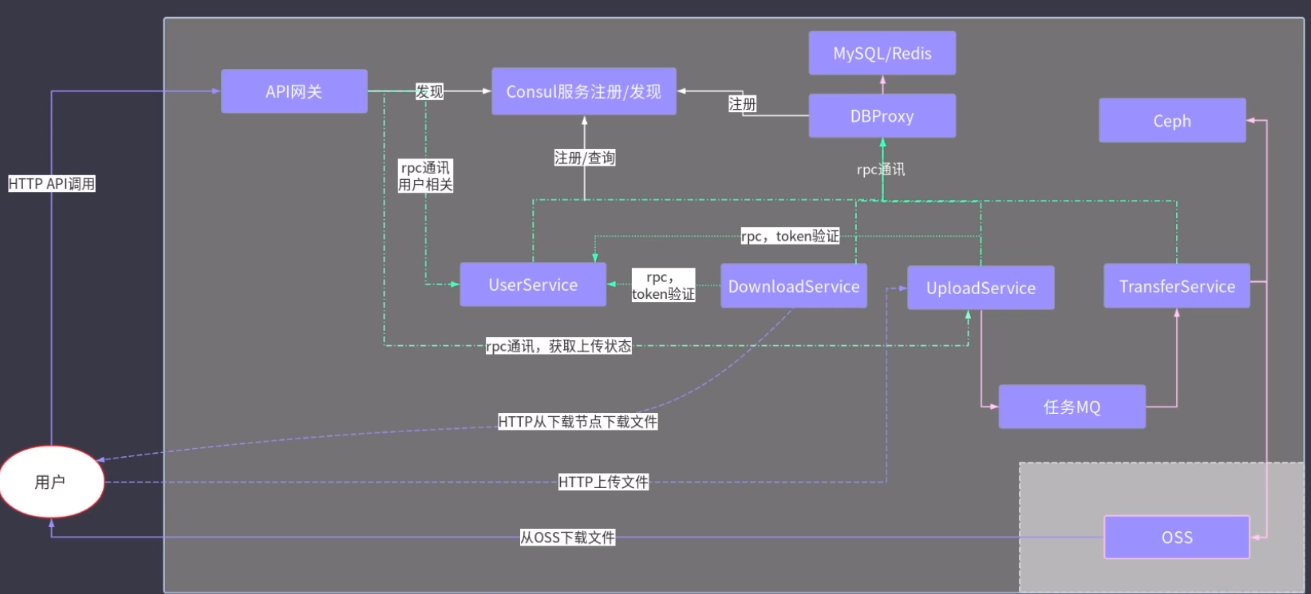 MySQL/Redis
API网关
发现
Consul服务注册/发现
注册
DBProxy
Ceph
HTTP API调用
rpc通讯
用户相关
注册/查询
rpc通讯
rpc，token验证
UserService
rpc，
token验证
DownloadService
UploadService
TransferService
rpc通讯，获取上传状态
任务MQ
HTTP从下载节点下载文件
用户
HTTP上传文件
从OSS下载文件
OSS